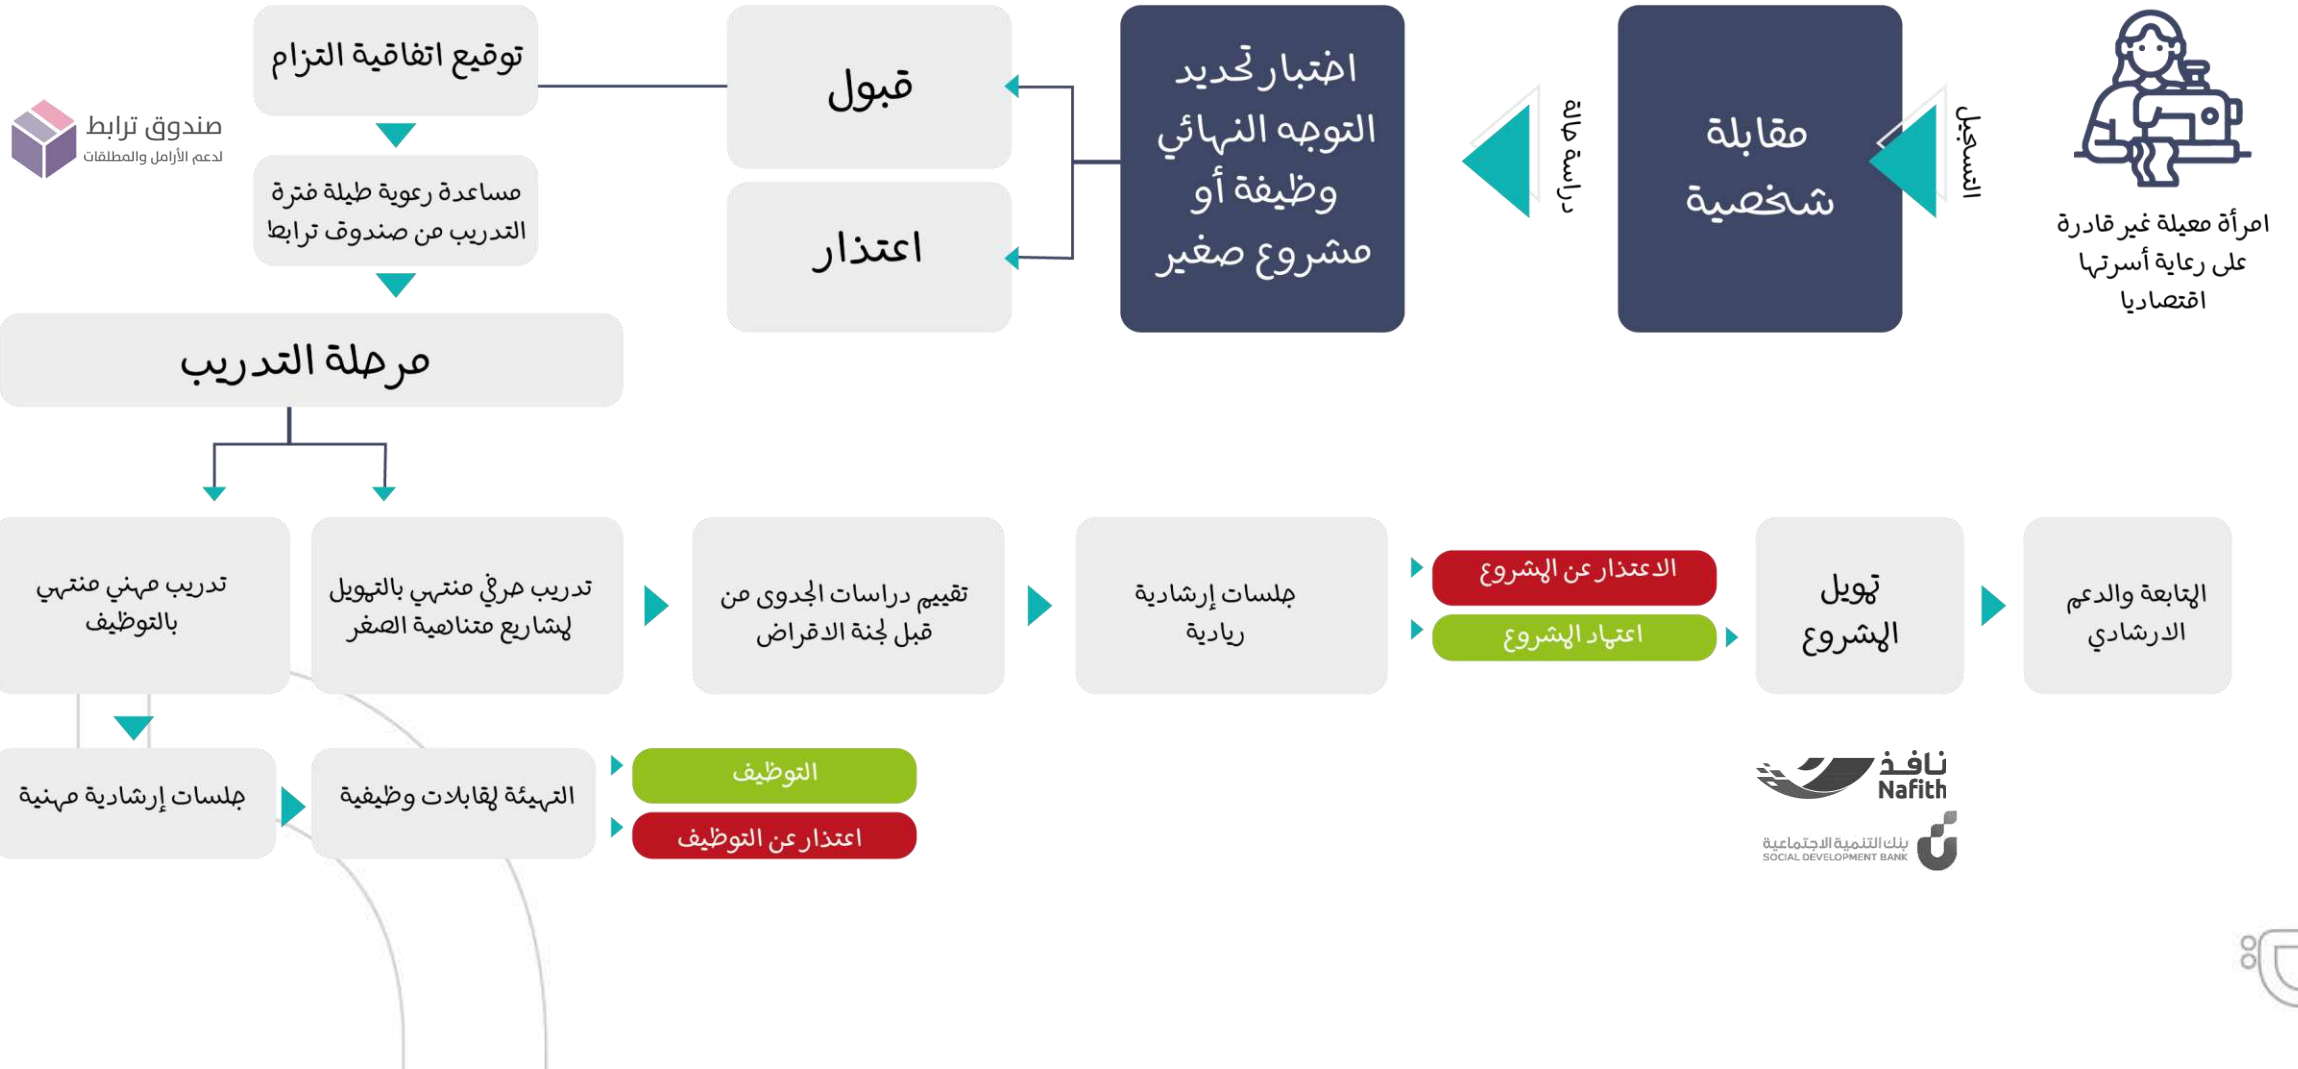 امرأة معيلة غير قادرة
على رعاية أسرتها
اقتصاديا
التسجيل
مقابلة
شخصية
دراسة حالة
اختبار تحديد
التوجه النهائي
وظيفة أو
مشروع صغير
قبول
اعتذار
توقيع اتفاقية التزام
مساعدة رعوية طيلة فترة
التدريب من صندوق ترابط
صندوق ترابط
لدعم الأرامل والمطلقات
مرحلة التدريب
تدريب مهني منتهي
بالتوظيف
تدريب حرفي منتهي بالتمويل
لمشاريع متناهية الصغر
تقييم دراسات الجدوى من
قبل لجنة الاقراض
جلسات إرشادية
ريادية
الاعتذار عن المشروع
اعتماد المشروع
تمويل
المشروع
المتابعة والدعم
الارشادي
جلسات إرشادية مهنية
التهيئة لمقابلات وظيفية
التوظيف
اعتذار عن التوظيف
نافذ
Nafith
بنك التنمية الاجتماعية
SOCIAL DEVELOPMENT BANK